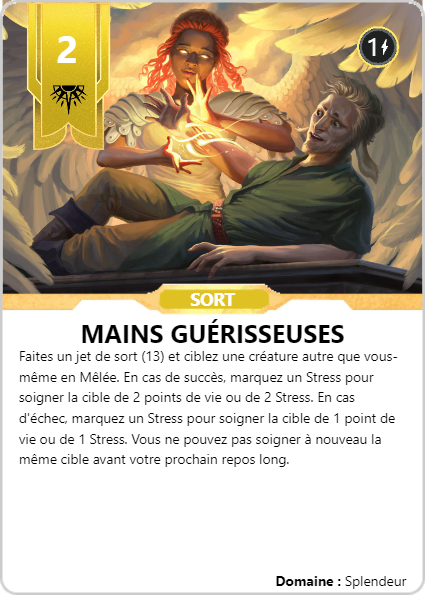 2
1
SORT
MAINS GUÉRISSEUSES
Faites un jet de sort (13) et ciblez une créature autre que vous-
même en Mêlée. En cas de succès, marquez un Stress pour
soigner la cible de 2 points de vie ou de 2 Stress. En cas
d'échec, marquez un Stress pour soigner la cible de 1 point de
vie ou de 1 Stress. Vous ne pouvez pas soigner à nouveau la
même cible avant votre prochain repos long.
Domaine : Splendeur